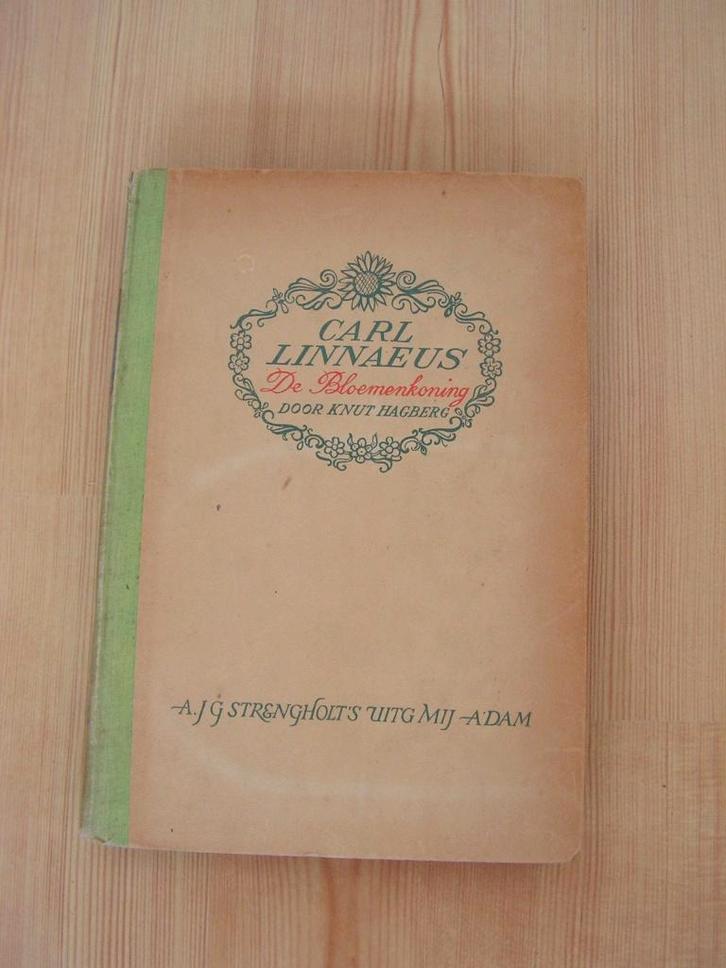 CARL
LINNAEUS
De Bloemenkoning
DOOR KNUT HAGBERG
A.J G STRENGHOLT'S UITG MIJ A'DAM